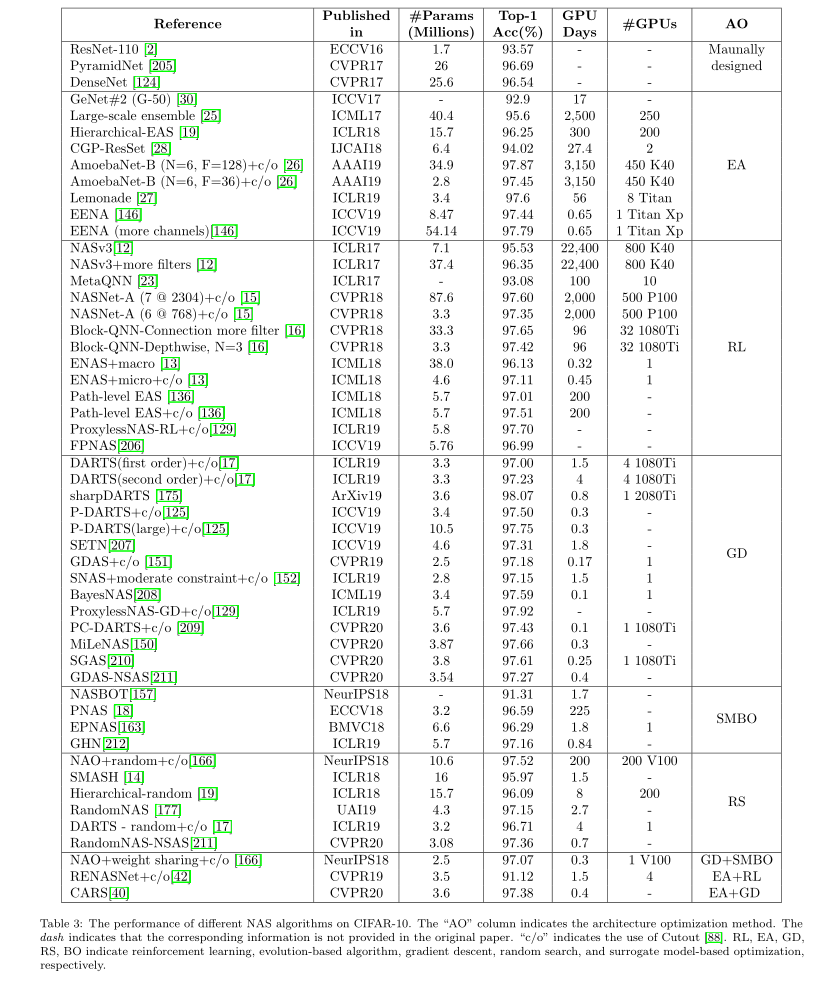 Reference Published in #Params (Millions) Top-1 Acc(%) GPU Days #GPUs AO
ResNet-110 [2] ECCV16 1.7 93.57 - - Maunally
PyramidNet [205] CVPR17 26 96.69 - - designed
DenseNet [124] CVPR17 25.6 96.54 - -
GeNet#2 (G-50) [30] ICCV17 - 92.9 17 -
Large-scale ensemble [25] ICML17 40.4 95.6 2,500 250
Hierarchical-EAS [19] ICLR18 15.7 96.25 300 200
CGP-ResSet [28] IJCAI18 6.4 94.02 27.4 2
AmoebaNet-B (N=6, F=128)+c/o [26] AAAI19 34.9 97.87 3,150 450 K40 EA
AmoebaNet-B (N=6, F=36)+c/o [26] AAAI19 2.8 97.45 3,150 450 K40
Lemonade [27] ICLR19 3.4 97.6 56 8 Titan
EENA [146] ICCV19 8.47 97.44 0.65 1 Titan Xp
EENA (more channels)[146] ICCV19 54.14 97.79 0.65 1 Titan Xp
NASv3[12] ICLR17 7.1 95.53 22,400 800 K40
NASv3+more filters [12] ICLR17 37.4 96.35 22,400 800 K40
MetaQNN [23] ICLR17 - 93.08 100 10
NASNet-A (7 @ 2304)+c/o [15] CVPR18 87.6 97.60 2,000 500 P100
NASNet-A (6 @ 768)+c/o [15] CVPR18 3.3 97.35 2,000 500 P100
Block-QNN-Connection more filter [16] CVPR18 33.3 97.65 96 32 1080Ti
Block-QNN-Depthwise, N=3 [16] CVPR18 3.3 97.42 96 32 1080Ti RL
ENAS+macro [13] ICML18 38.0 96.13 0.32 1
ENAS+micro+c/o [13] ICML18 4.6 97.11 0.45 1
Path-level EAS [136] ICML18 5.7 97.01 200 -
Path-level EAS+c/o [136] ICML18 5.7 97.51 200 -
ProxylessNAS-RL+c/o[129] ICLR19 5.8 97.70 - -
FPNAS[206] ICCV19 5.76 96.99 - -
DARTS(first order)+c/o[17] ICLR19 3.3 97.00 1.5 4 1080Ti
DARTS(second order)+c/o[17] ICLR19 3.3 97.23 4 4 1080Ti
sharpDARTS [175] ArXiv19 3.6 98.07 0.8 1 2080Ti
P-DARTS+c/o[125] ICCV19 3.4 97.50 0.3 -
P-DARTS(large)+c/o[125] ICCV19 10.5 97.75 0.3 -
SETN[207] ICCV19 4.6 97.31 1.8 -
GDAS+c/o [151] CVPR19 2.5 97.18 0.17 1 GD
SNAS+moderate constraint+c/o [152] ICLR19 2.8 97.15 1.5 1
BayesNAS[208] ICML19 3.4 97.59 0.1 1
ProxylessNAS-GD+c/o[129] ICLR19 5.7 97.92 - -
PC-DARTS+c/o [209] CVPR20 3.6 97.43 0.1 1 1080Ti
MiLeNAS[150] CVPR20 3.87 97.66 0.3 -
SGAS[210] CVPR20 3.8 97.61 0.25 1 1080Ti
GDAS-NSAS[211] CVPR20 3.54 97.27 0.4 -
NASBOT[157] NeurIPS18 - 91.31 1.7 -
PNAS [18] ECCV18 3.2 96.59 225 - SMBO
EPNAS[163] BMVC18 6.6 96.29 1.8 1
GHN[212] ICLR19 5.7 97.16 0.84 -
NAO+random+c/o[166] NeurIPS18 10.6 97.52 200 200 V100
SMASH [14] ICLR18 16 95.97 1.5 -
Hierarchical-random [19] ICLR18 15.7 96.09 8 200 RS
RandomNAS [177] UAI19 4.3 97.15 2.7 -
DARTS - random+c/o [17] ICLR19 3.2 96.71 4 1
RandomNAS-NSAS[211] CVPR20 3.08 97.36 0.7 -
NAO+weight sharing+c/o [166] NeurIPS18 2.5 97.07 0.3 1 V100 GD+SMBO
RENASNet+c/o[42] CVPR19 3.5 91.12 1.5 4 EA+RL
CARS[40] CVPR20 3.6 97.38 0.4 - EA+GD
Table 3: The performance of different NAS algorithms on CIFAR-10. The “AO” column indicates the architecture optimization method. The
dash indicates that the corresponding information is not provided in the original paper. “c/o” indicates the use of Cutout [88]. RL, EA, GD,
RS, BO indicate reinforcement learning, evolution-based algorithm, gradient descent, random search, and surrogate model-based optimization,
respectively.